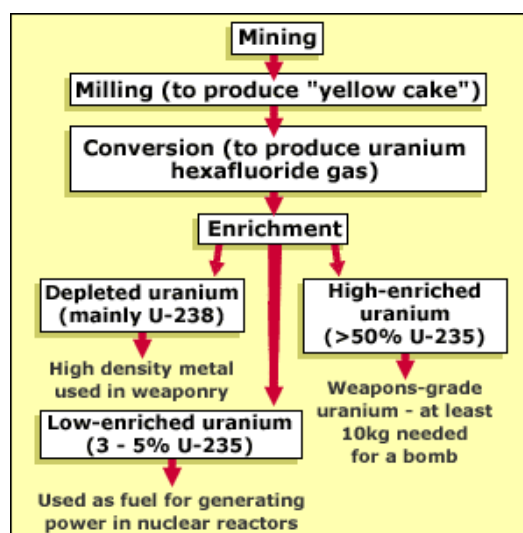 Mining
Milling (to produce "yellow cake")
Conversion (to produce uranium
hexafluoride gas)
Enrichment
Depleted uranium
(mainly U-238)
High density metal
used in weaponry
High-enriched
uranium
(>50% U-235)
Weapons-grade
uranium - at least
10kg needed
for a bomb
Low-enriched uranium
(3 - 5% U-235)
Used as fuel for generating
power in nuclear reactors